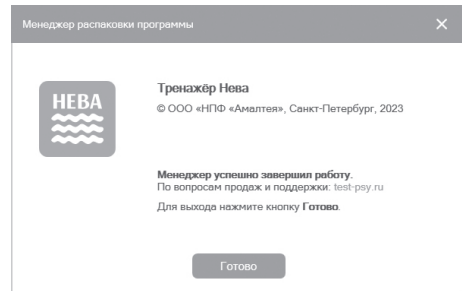 Менеджер распаковки программы
НЕВА
Тренажёр Нева
© ООО «НПФ «Амалтея», Санкт-Петербург, 2023
Менеджер успешно завершил работу.
По вопросам продаж и поддержки: test-psy.ru
Для выхода нажмите кнопку Готово.
Готово